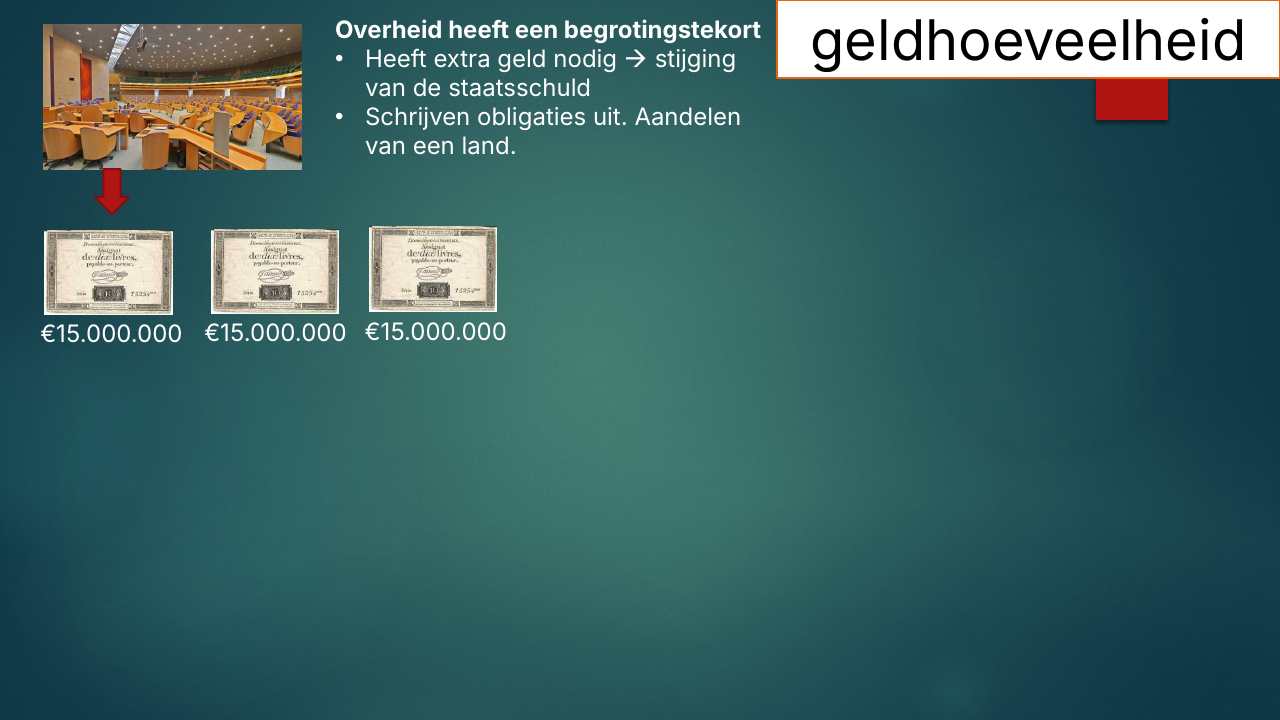 Overheid heeft een begrotingstekort
• Heeft extra geld nodig → stijging
van de staatsschuld
• Schrijven obligaties uit. Aandelen
van een land.
geldhoeveelheid
€15.000.000 €15.000.000 €15.000.000